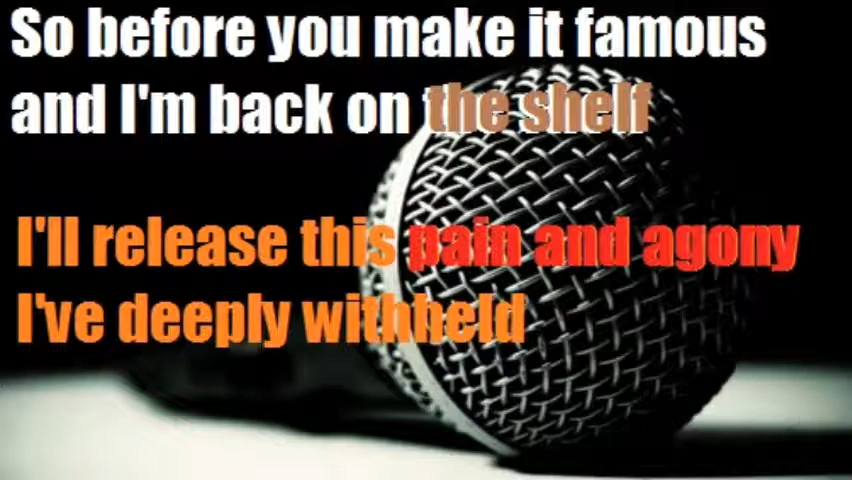 So before you make it famous
and I'm back on the shelf
I'll release this pain and agony
I've deeply withheld